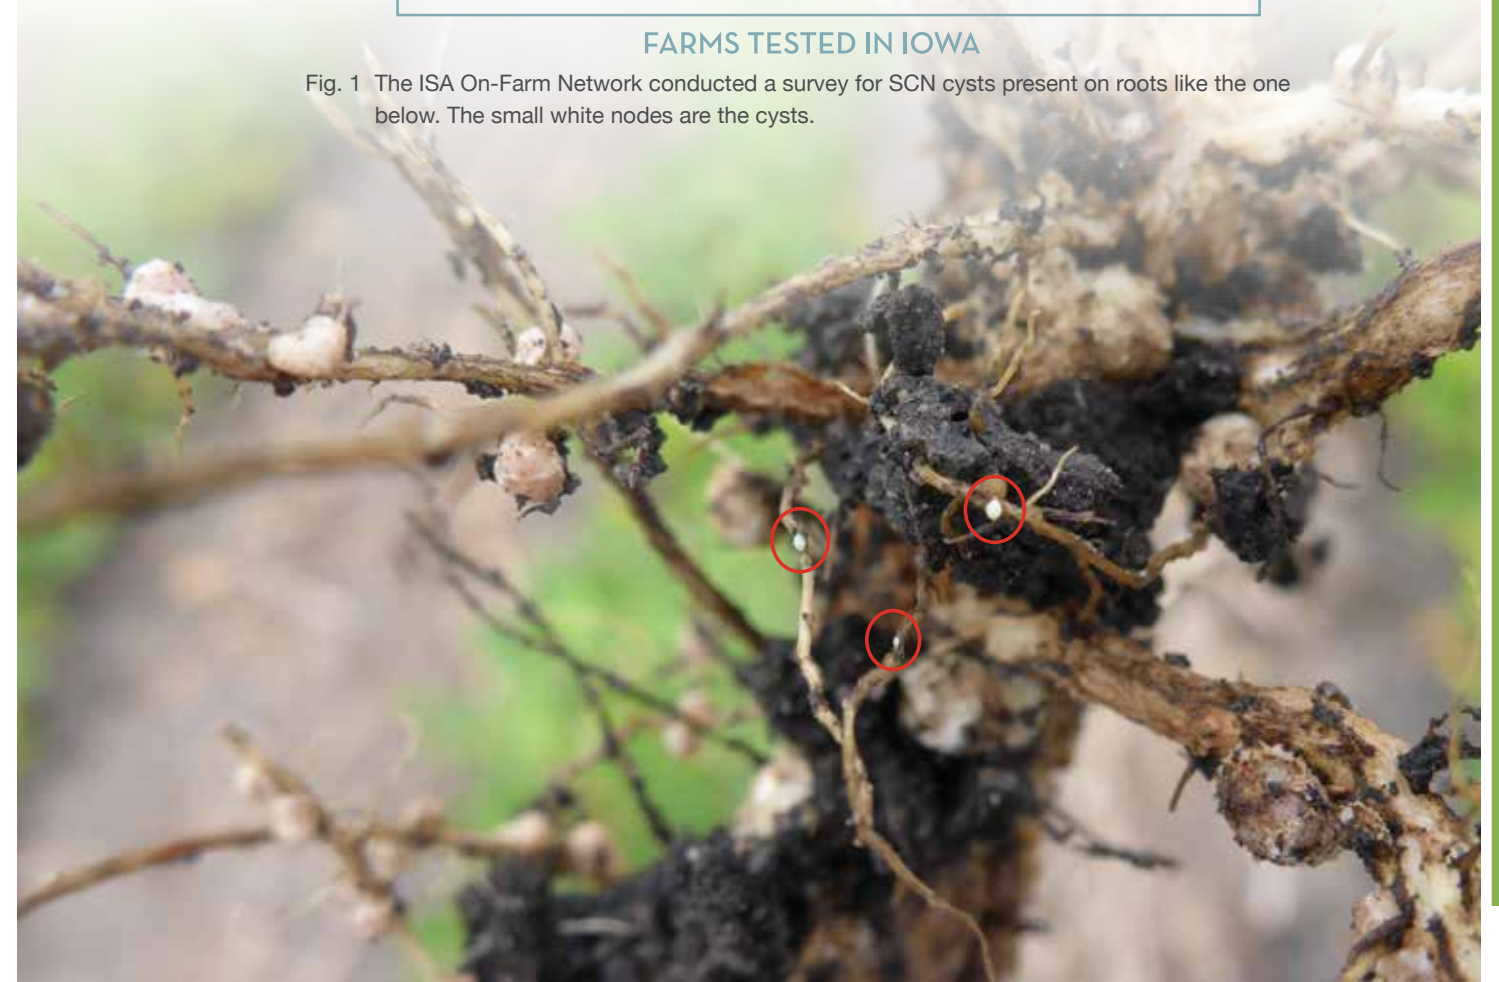 FARMS TESTED IN IOWA
Fig. 1 The ISA On-Farm Network conducted a survey for SCN cysts present on roots like the one
below. The small white nodes are the cysts.